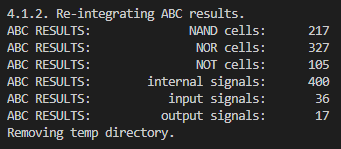 4.1.2. Re-integrating ABC results.
ABC RESULTS:               NAND cells:      217
ABC RESULTS:                NOR cells:      327
ABC RESULTS:                NOT cells:      105
ABC RESULTS:        internal signals:      400
ABC RESULTS:           input signals:       36
ABC RESULTS:          output signals:       17
Removing temp directory.